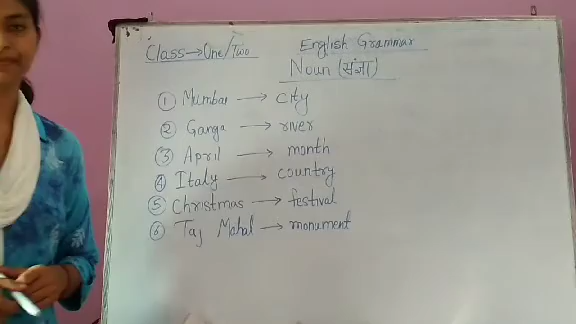 Class → One/Two
English Grammar
Noun (संज्ञा)
① Mumbai → city
② Ganga → river
③ April → month
④ Italy → country
⑤ Christmas → festival
⑥ Taj Mahal → monument